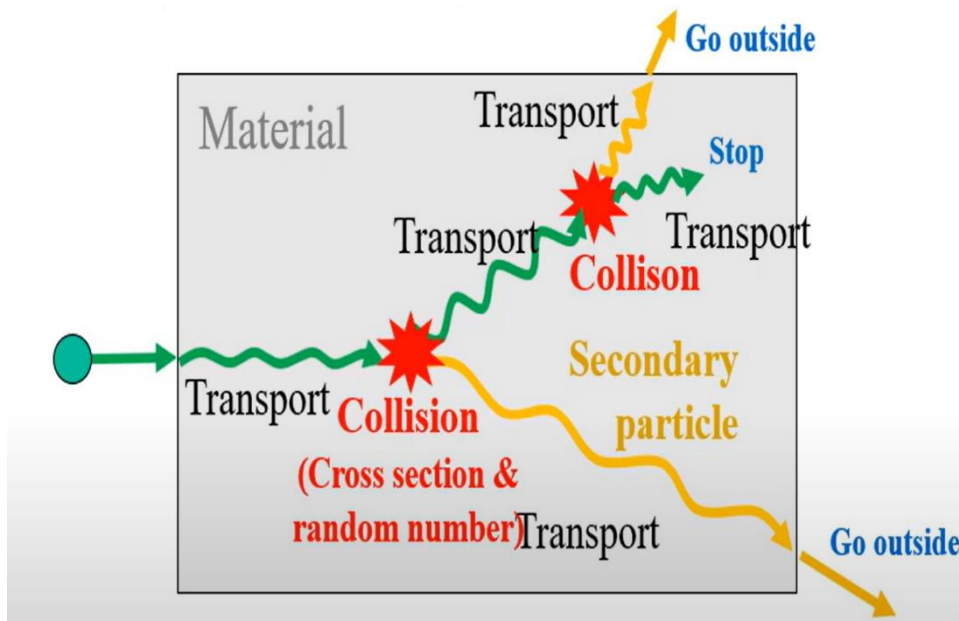 Go outside
Transport
Material
Stop
Transport
Transport
Collison
Secondary
particle
Transport
Collision
(Cross section &
random number)
Transport
Go outside